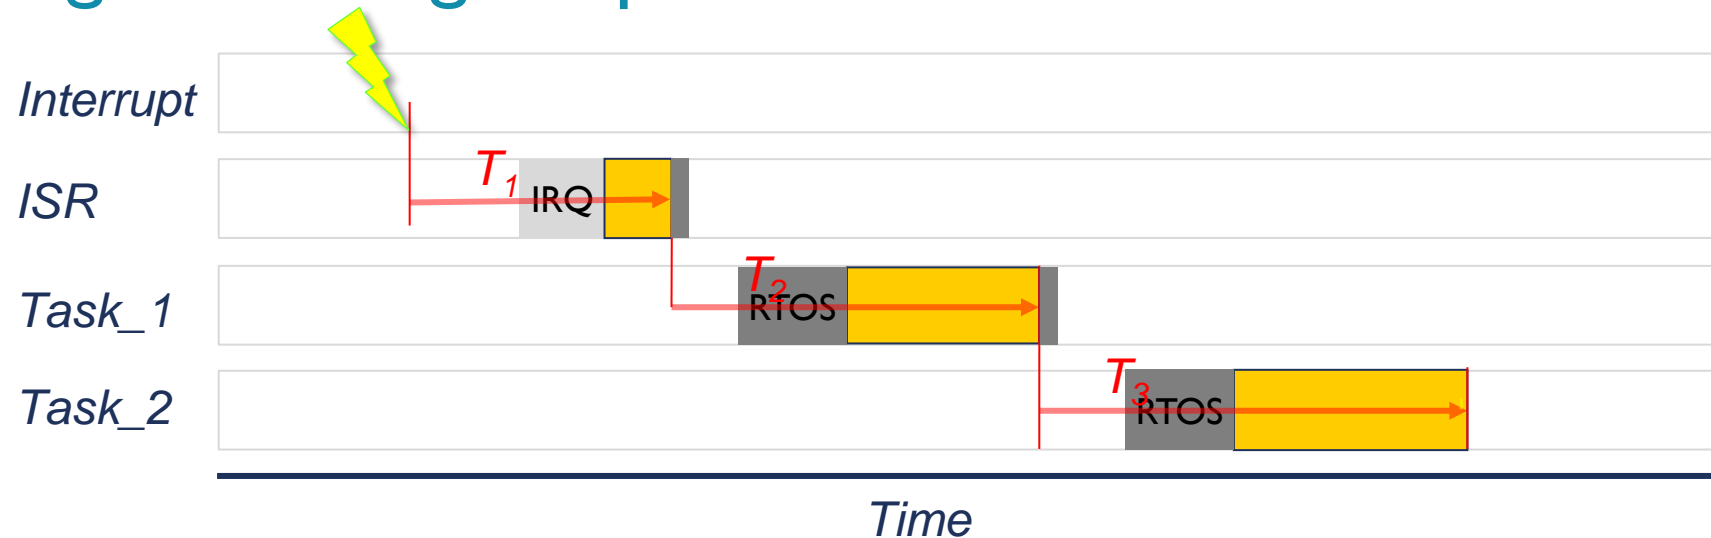 Interrupt
T1
ISR
IRQ
T2
Task_1
RTOS
T3
Task_2
RTOS
Time